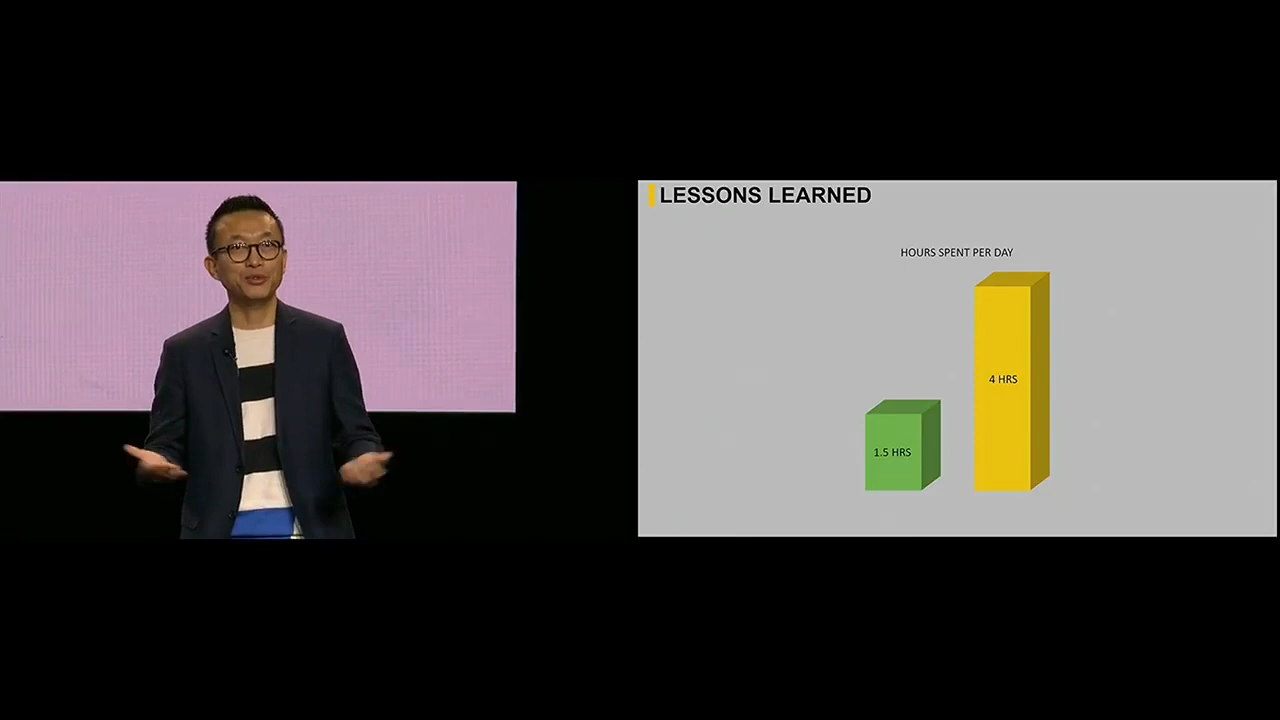 LESSONS LEARNED
HOURS SPENT PER DAY
4 HRS
1.5 HRS